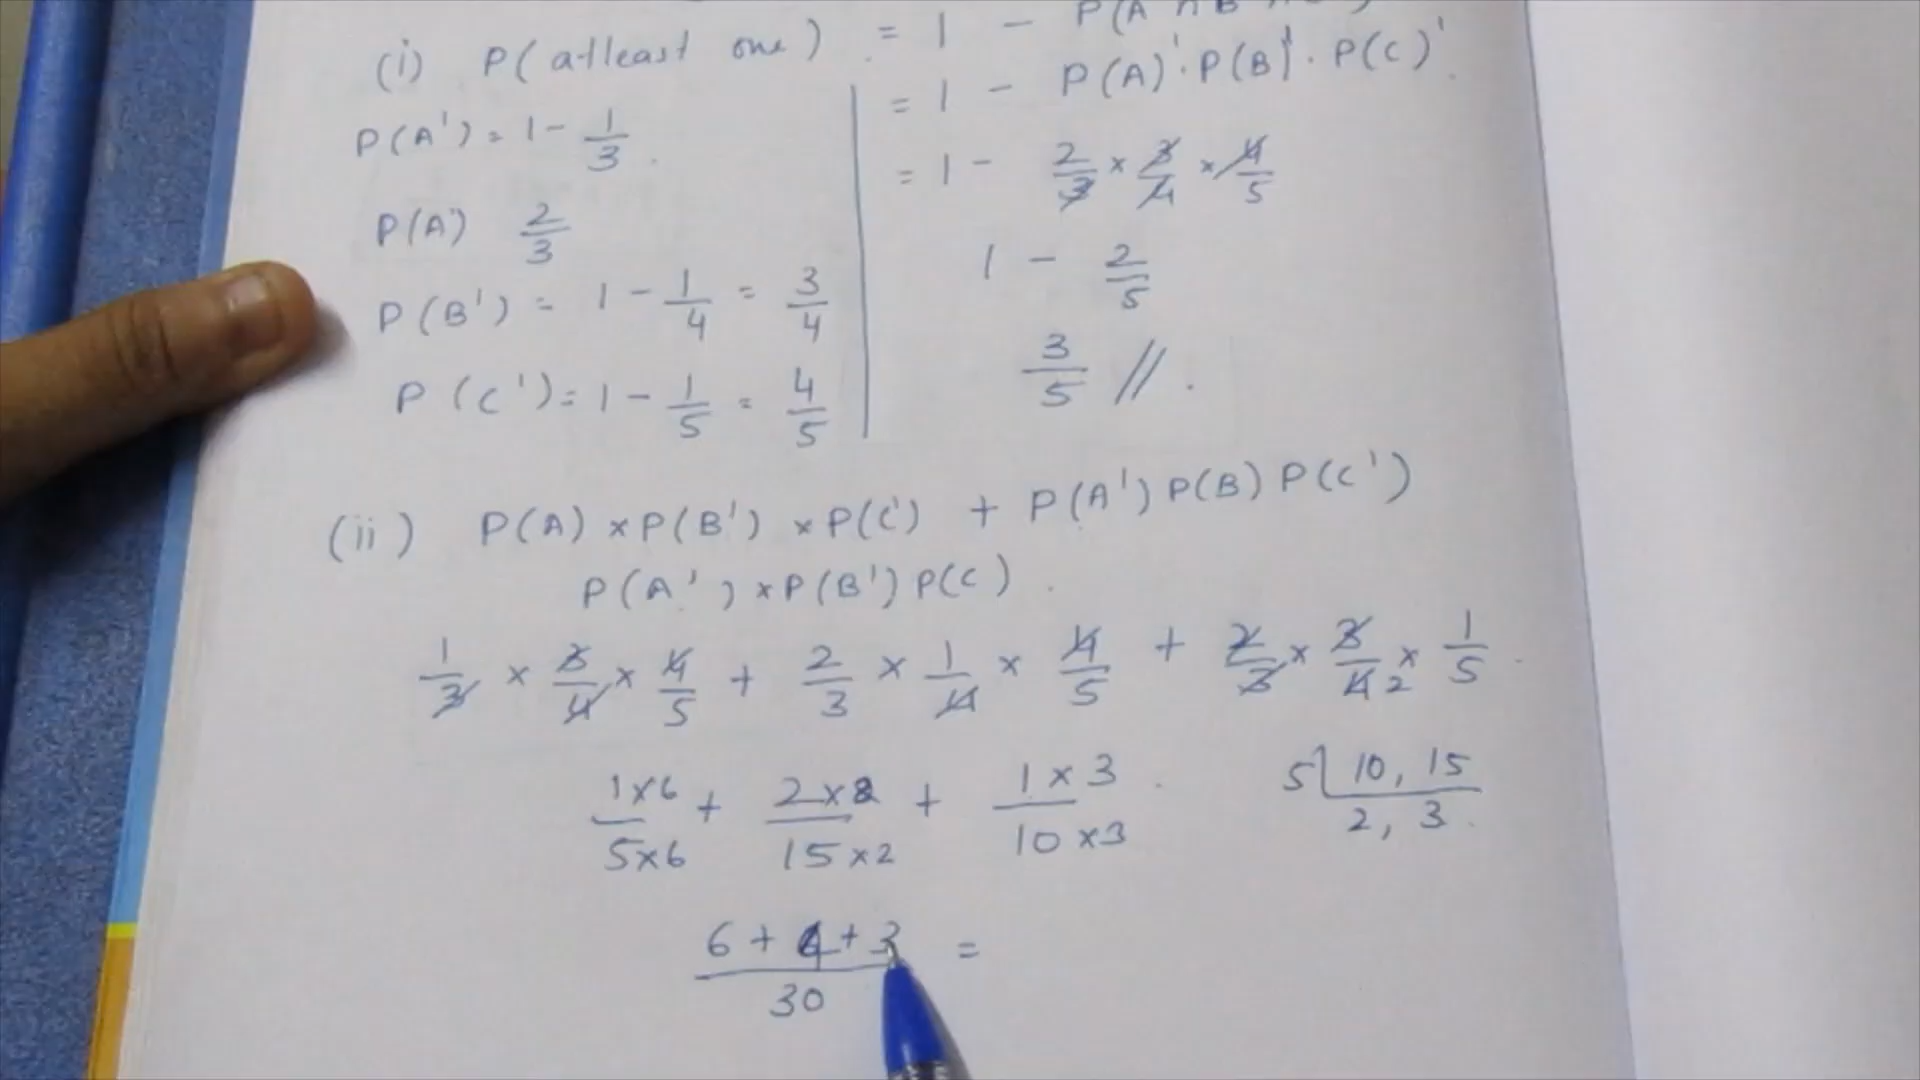 (i) P(atleast one) = 1 - P(A ∩ B ∩
= 1 - P(A)'.P(B)'.P(C)'.
P(A') = 1 - 1/3.
= 1 - 2/3 × 3/4 × 4/5
P(A) 2/3
1 - 2/5
P(B') = 1 - 1/4 = 3/4
3/5 //.
P(C') = 1 - 1/5 = 4/5
(ii) P(A) × P(B') × P(C') + P(A') P(B) P(C')
P(A') × P(B') P(C).
1/3 × 3/4 × 4/5 + 2/3 × 1/4 × 4/5 + 2/3 × 3/4 2 × 1/5.
1×6/5×6 + 2×2/15×2 + 1×3/10×3.
5 | 10, 15
2, 3.
6 + 4 + 3/30 =